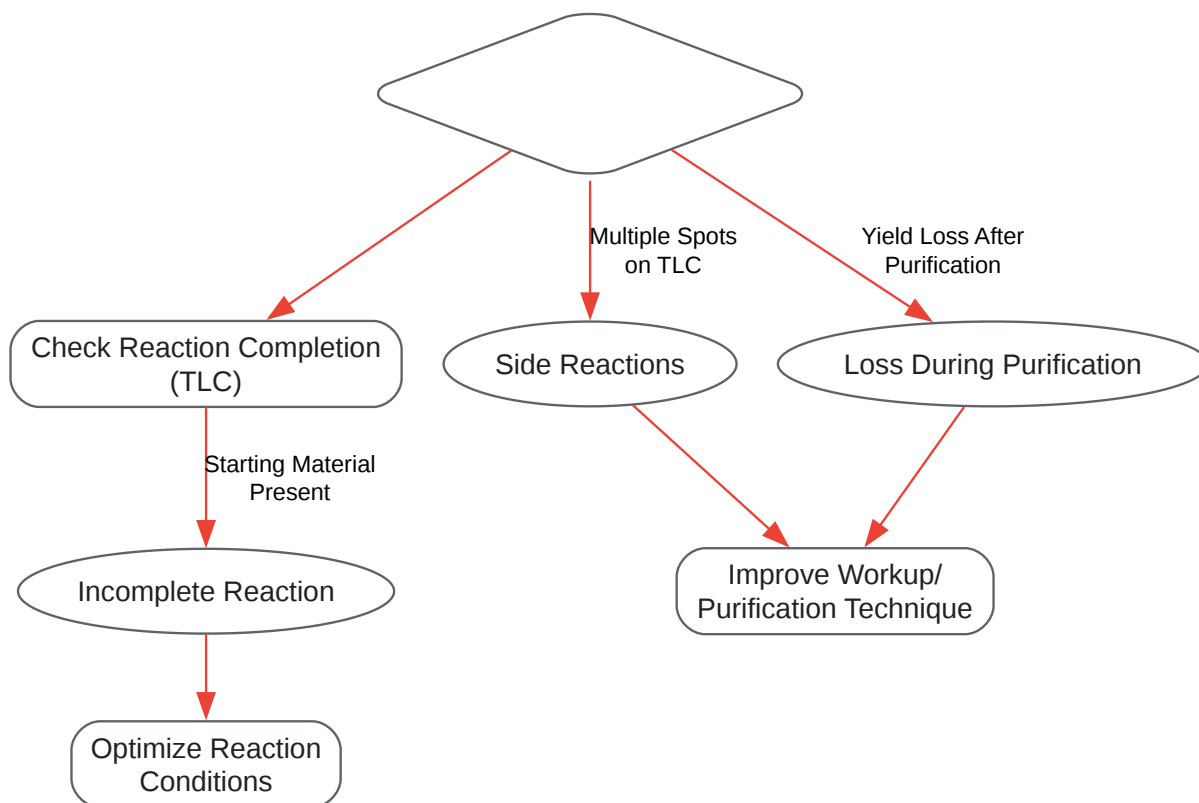 Multiple Spots
on TLC
Yield Loss After
Purification
Check Reaction Completion
(TLC)
Side Reactions
Loss During Purification
Starting Material
Present
Incomplete Reaction
Improve Workup/
Purification Technique
Optimize Reaction
Conditions